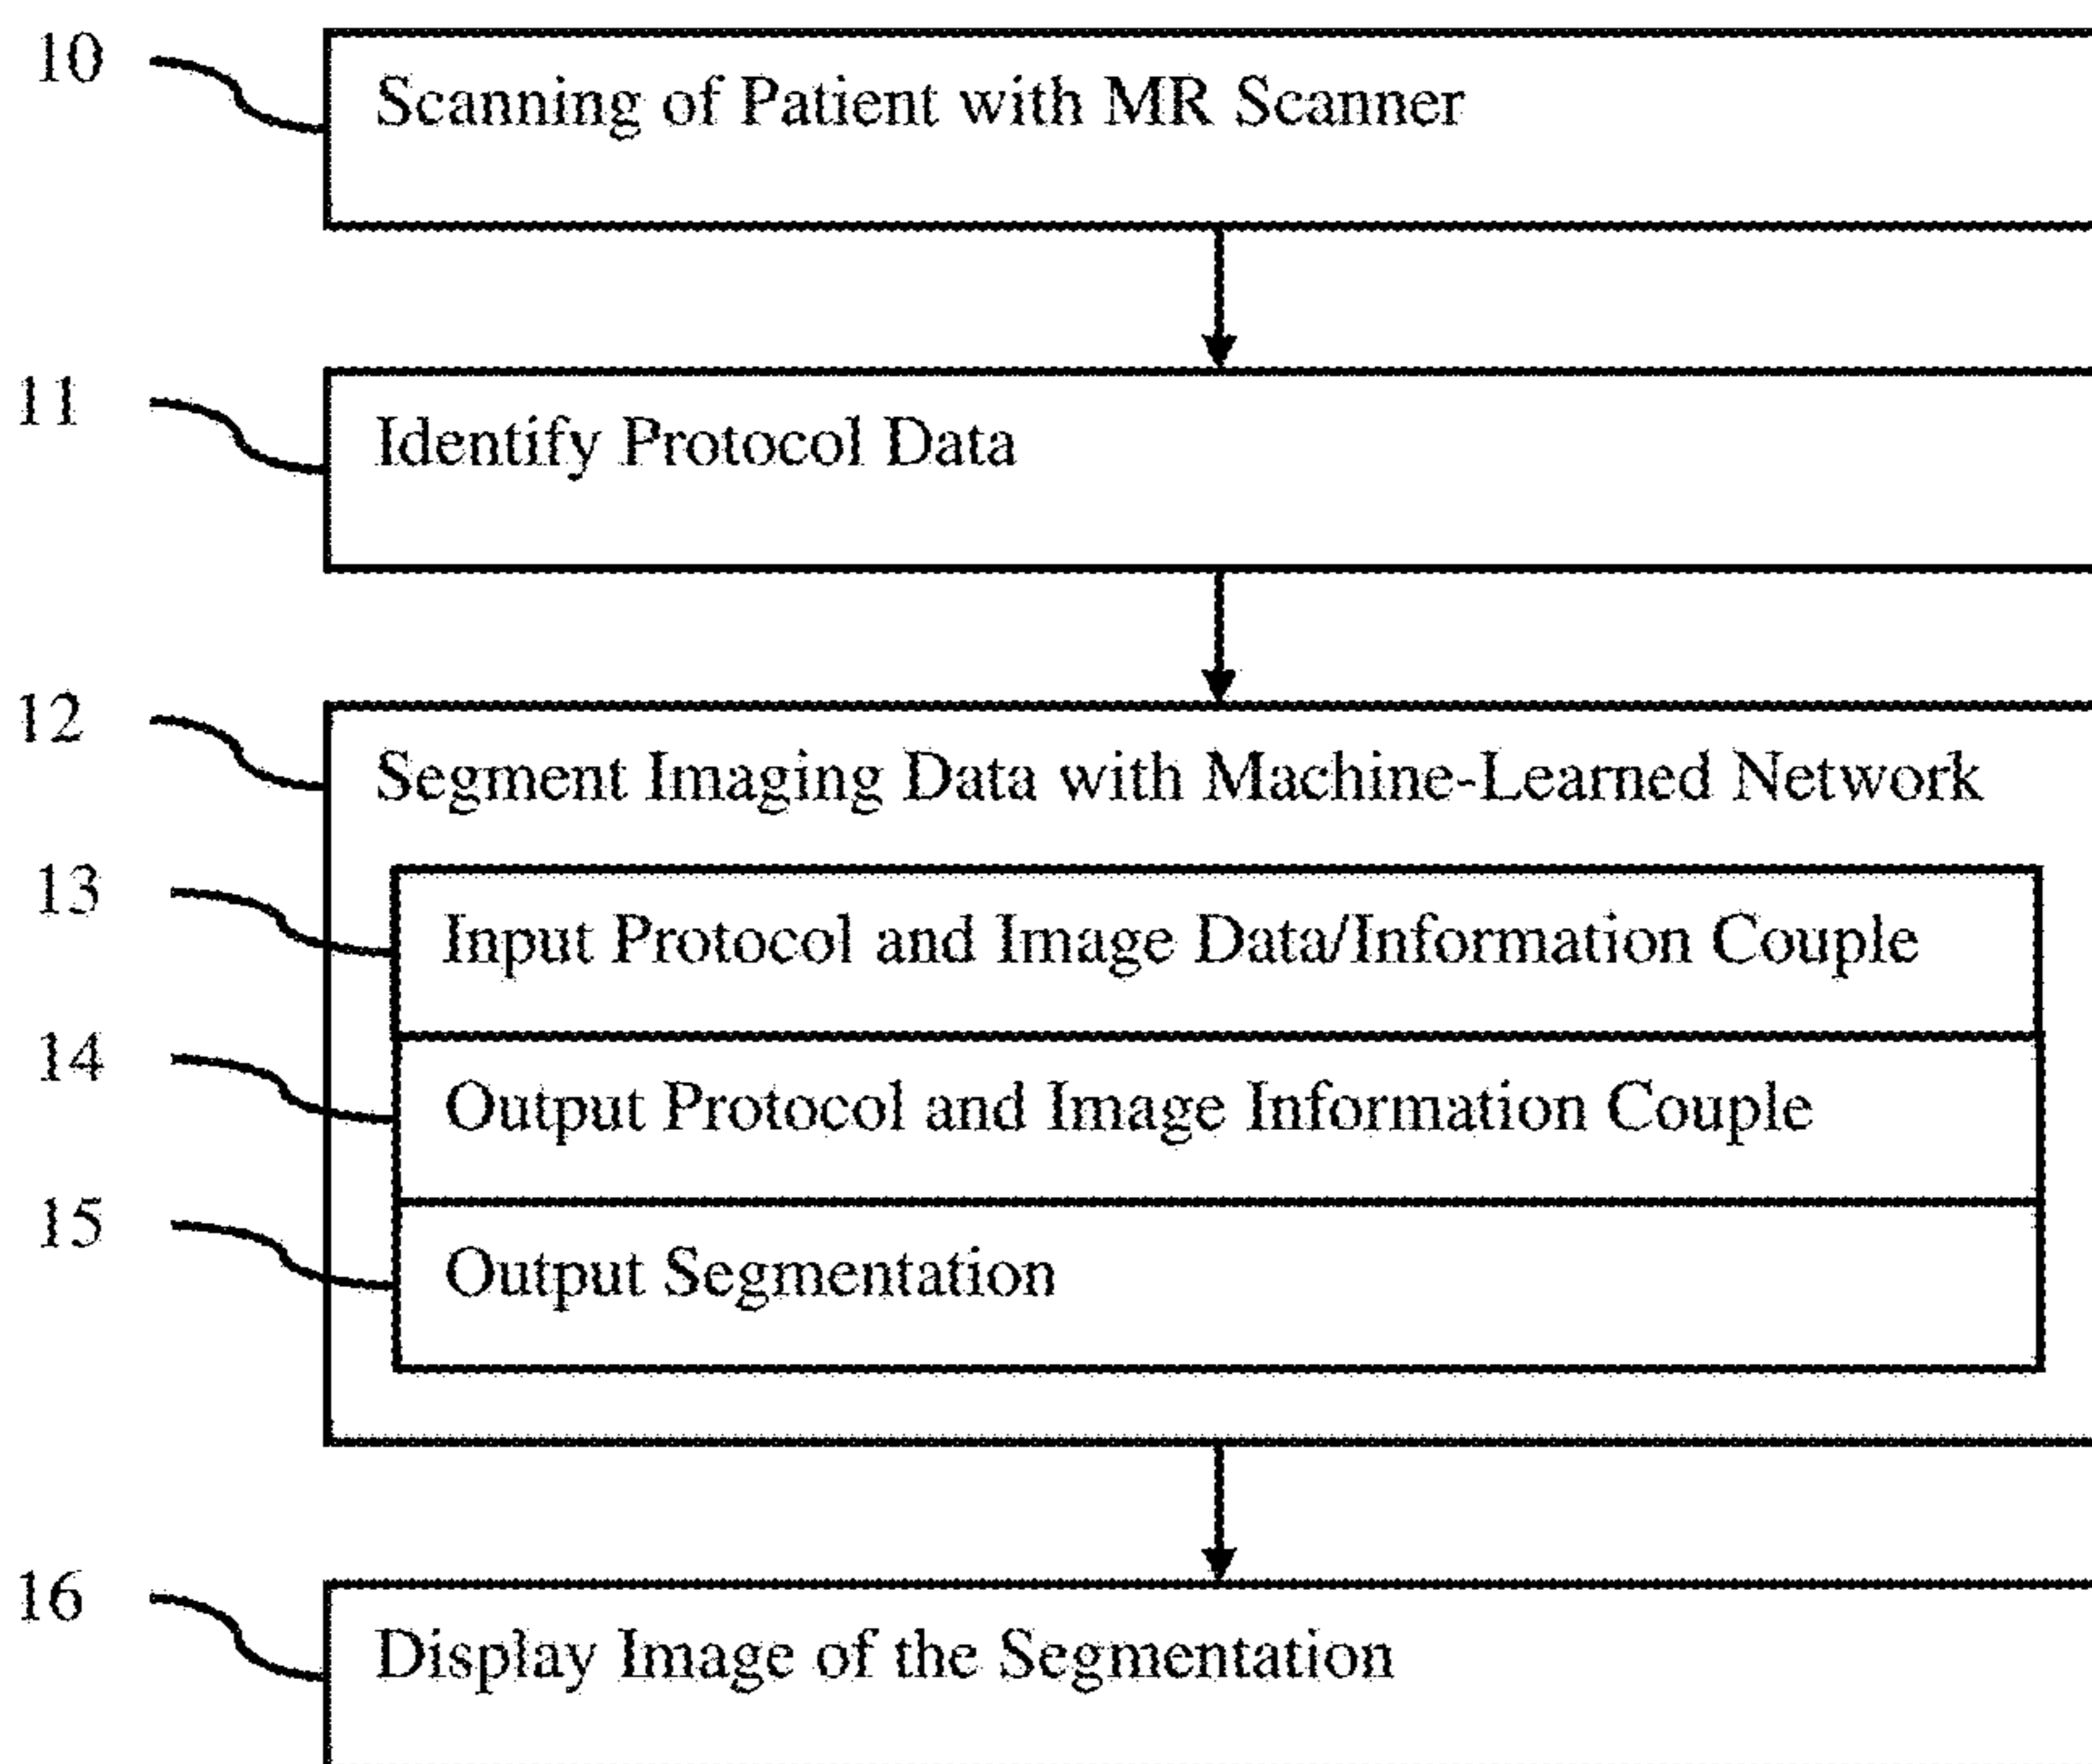 10
Scanning of Patient with MR Scanner
11
Identify Protocol Data
12
Segment Imaging Data with Machine-Learned Network
13
Input Protocol and Image Data/Information Couple
14
Output Protocol and Image Information Couple
15
Output Segmentation
16
Display Image of the Segmentation